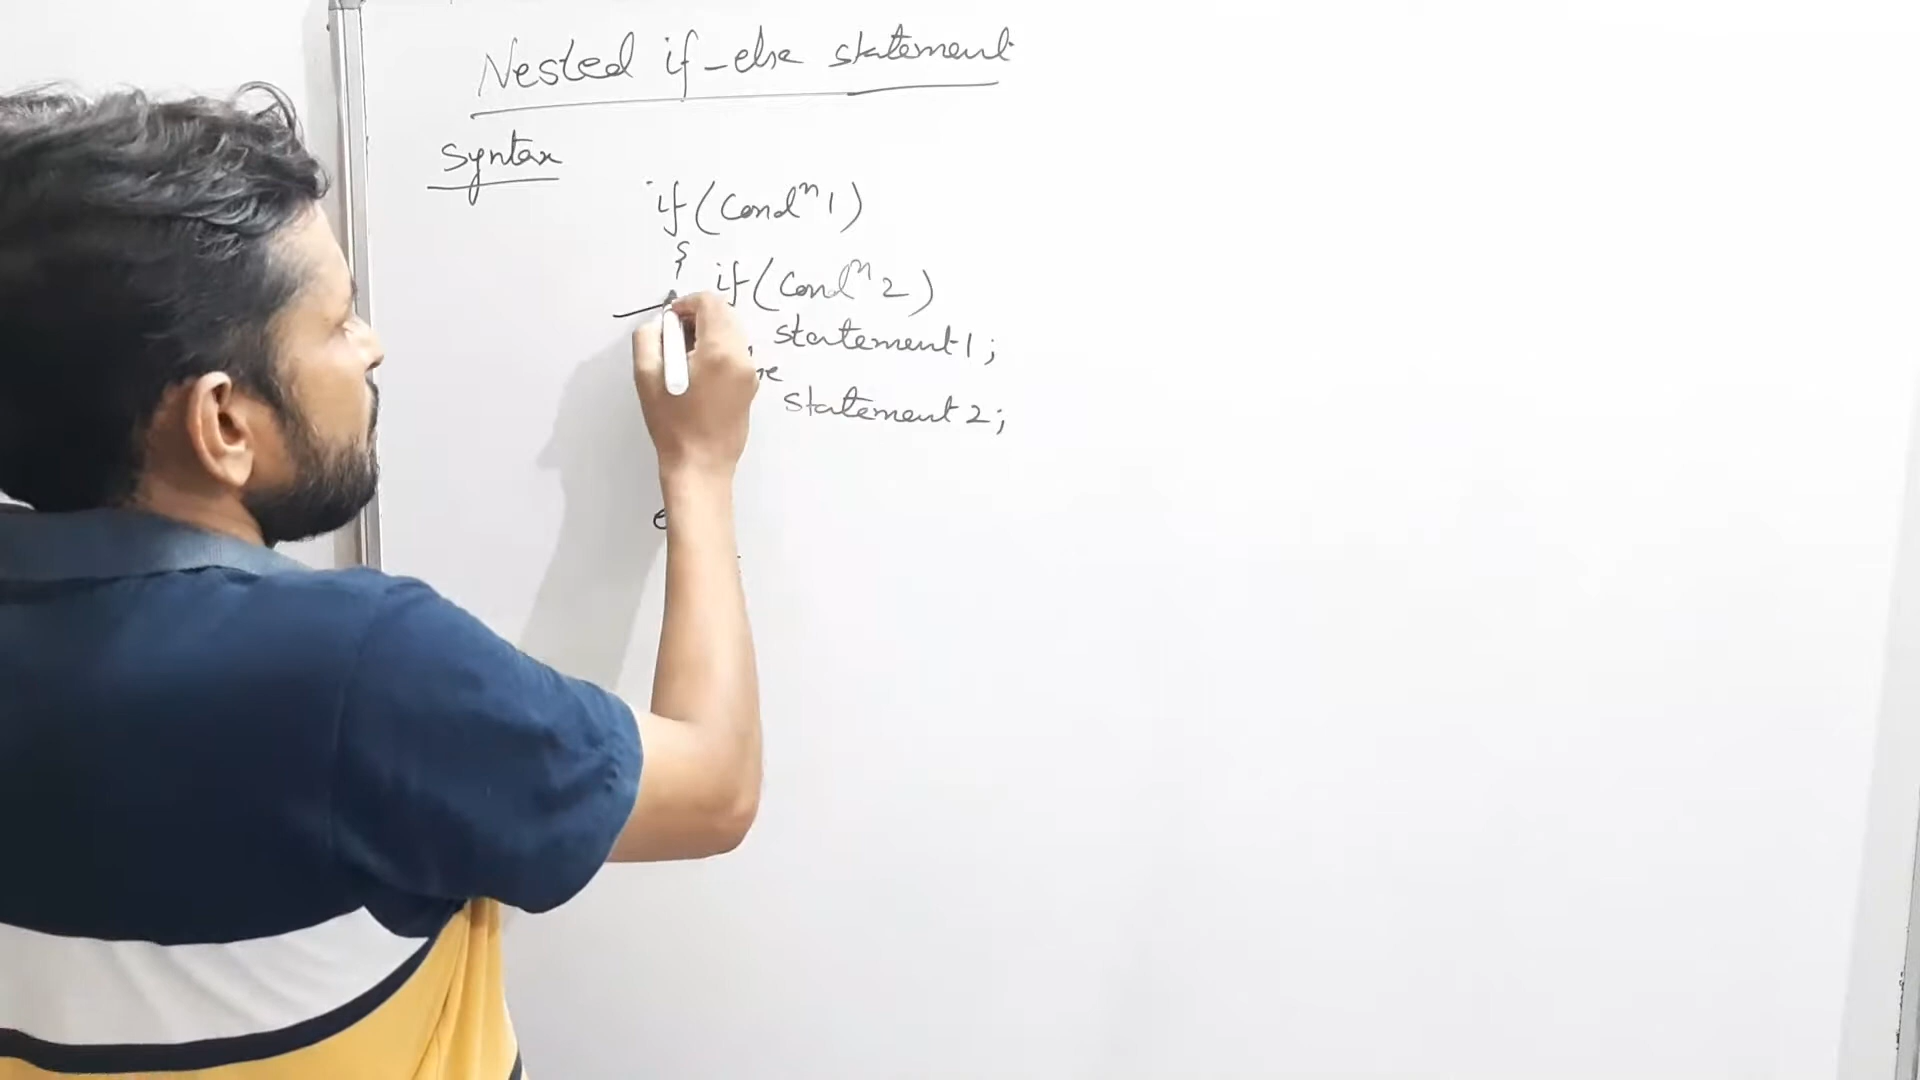 Nested if-else statement
Syntax
if (Condⁿ 1)
{
if (Condⁿ 2)
statement 1;
statement 2;